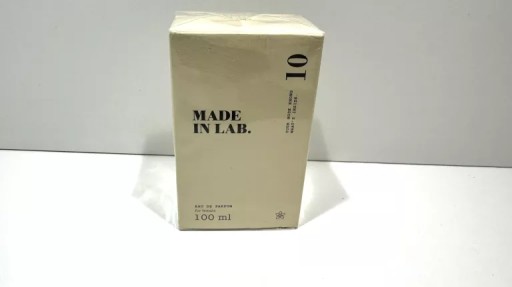 10
MADE
IN LAB.
EAU DE PARFUM
100 ml